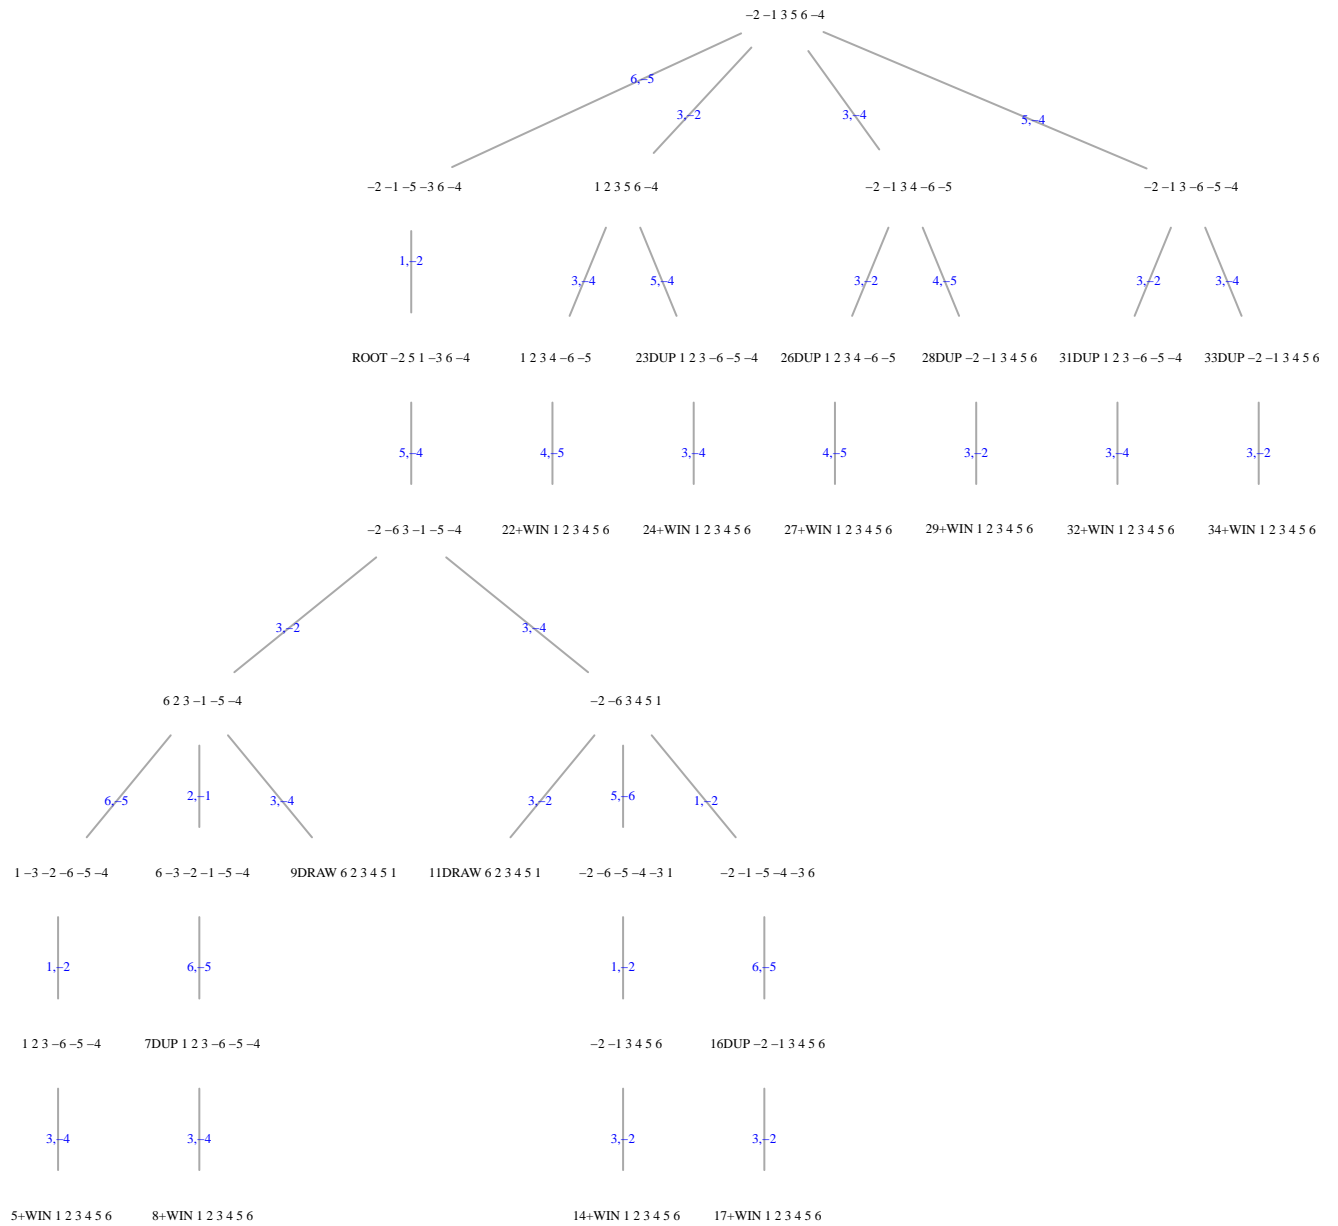 −2 −1 3 5 6 −4
6,−5
3,−2
3,−4
5,−4
−2 −1 −5 −3 6 −4
1 2 3 5 6 −4
−2 −1 3 4 −6 −5
−2 −1 3 −6 −5 −4
1,−2
3,−4
5,−4
3,−2
4,−5
3,−2
3,−4
ROOT −2 5 1 −3 6 −4
1 2 3 4 −6 −5
23DUP 1 2 3 −6 −5 −4
26DUP 1 2 3 4 −6 −5
28DUP −2 −1 3 4 5 6
31DUP 1 2 3 −6 −5 −4
33DUP −2 −1 3 4 5 6
5,−4
4,−5
3,−4
4,−5
3,−2
3,−4
3,−2
−2 −6 3 −1 −5 −4
22+WIN 1 2 3 4 5 6
24+WIN 1 2 3 4 5 6
27+WIN 1 2 3 4 5 6
29+WIN 1 2 3 4 5 6
32+WIN 1 2 3 4 5 6
34+WIN 1 2 3 4 5 6
3,−2
3,−4
6 2 3 −1 −5 −4
−2 −6 3 4 5 1
6,−5
2,−1
3,−4
3,−2
5,−6
1,−2
1 −3 −2 −6 −5 −4
6 −3 −2 −1 −5 −4
9DRAW 6 2 3 4 5 1
11DRAW 6 2 3 4 5 1
−2 −6 −5 −4 −3 1
−2 −1 −5 −4 −3 6
1,−2
6,−5
1,−2
6,−5
1 2 3 −6 −5 −4
7DUP 1 2 3 −6 −5 −4
−2 −1 3 4 5 6
16DUP −2 −1 3 4 5 6
3,−4
3,−4
3,−2
3,−2
5+WIN 1 2 3 4 5 6
8+WIN 1 2 3 4 5 6
14+WIN 1 2 3 4 5 6
17+WIN 1 2 3 4 5 6